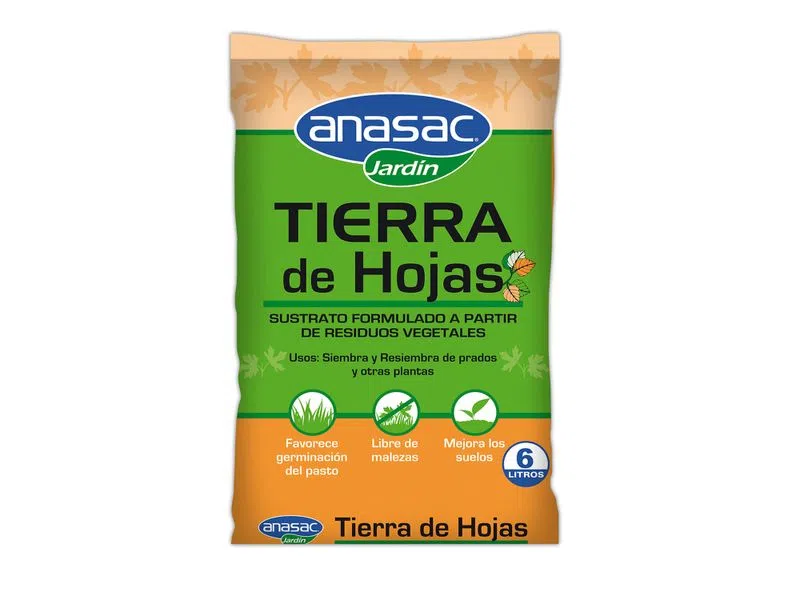 anasac
Jardín
TIERRA
de Hojas
SUSTRATO FORMULADO A PARTIR
DE RESIDUOS VEGETALES
Usos: Siembra y Resiembra de prados
y otras plantas
Favorece
germinación
del pasto
Libre de
malezas
Mejora los
suelos
6
LITROS
anasac
Jardín
Tierra de Hojas